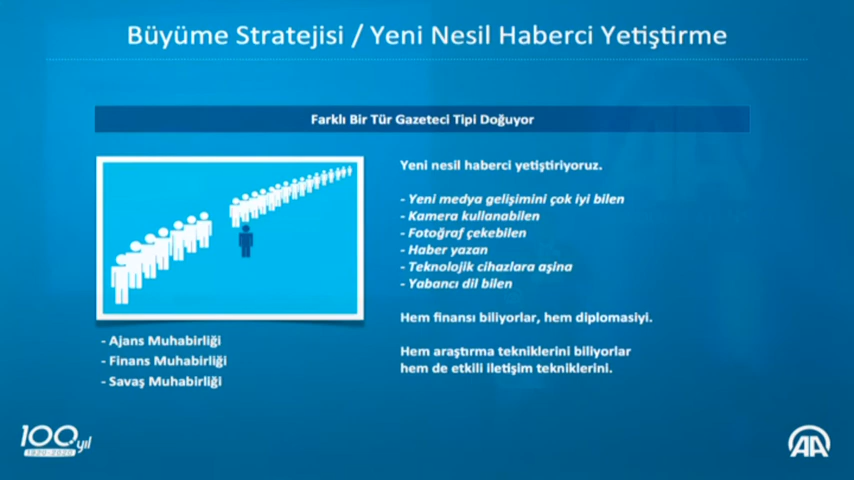 Büyüme Stratejisi / Yeni Nesil Haberci Yetiştirme
Farklı Bir Tür Gazeteci Tipi Doğuyor
Yeni nesil haberci yetiştiriyoruz.
- Yeni medya gelişimini çok iyi bilen
- Kamera kullanabilen
- Fotoğraf çekebilen
- Haber yazan
- Teknolojik cihazlara aşina
- Yabancı dil bilen
Hem finansı biliyorlar, hem diplomasiyi.
Hem araştırma tekniklerini biliyorlar
hem de etkili iletişim tekniklerini.
- Ajans Muhabirliği
- Finans Muhabirliği
- Savaş Muhabirliği
100.yıl
1920-2020
AA